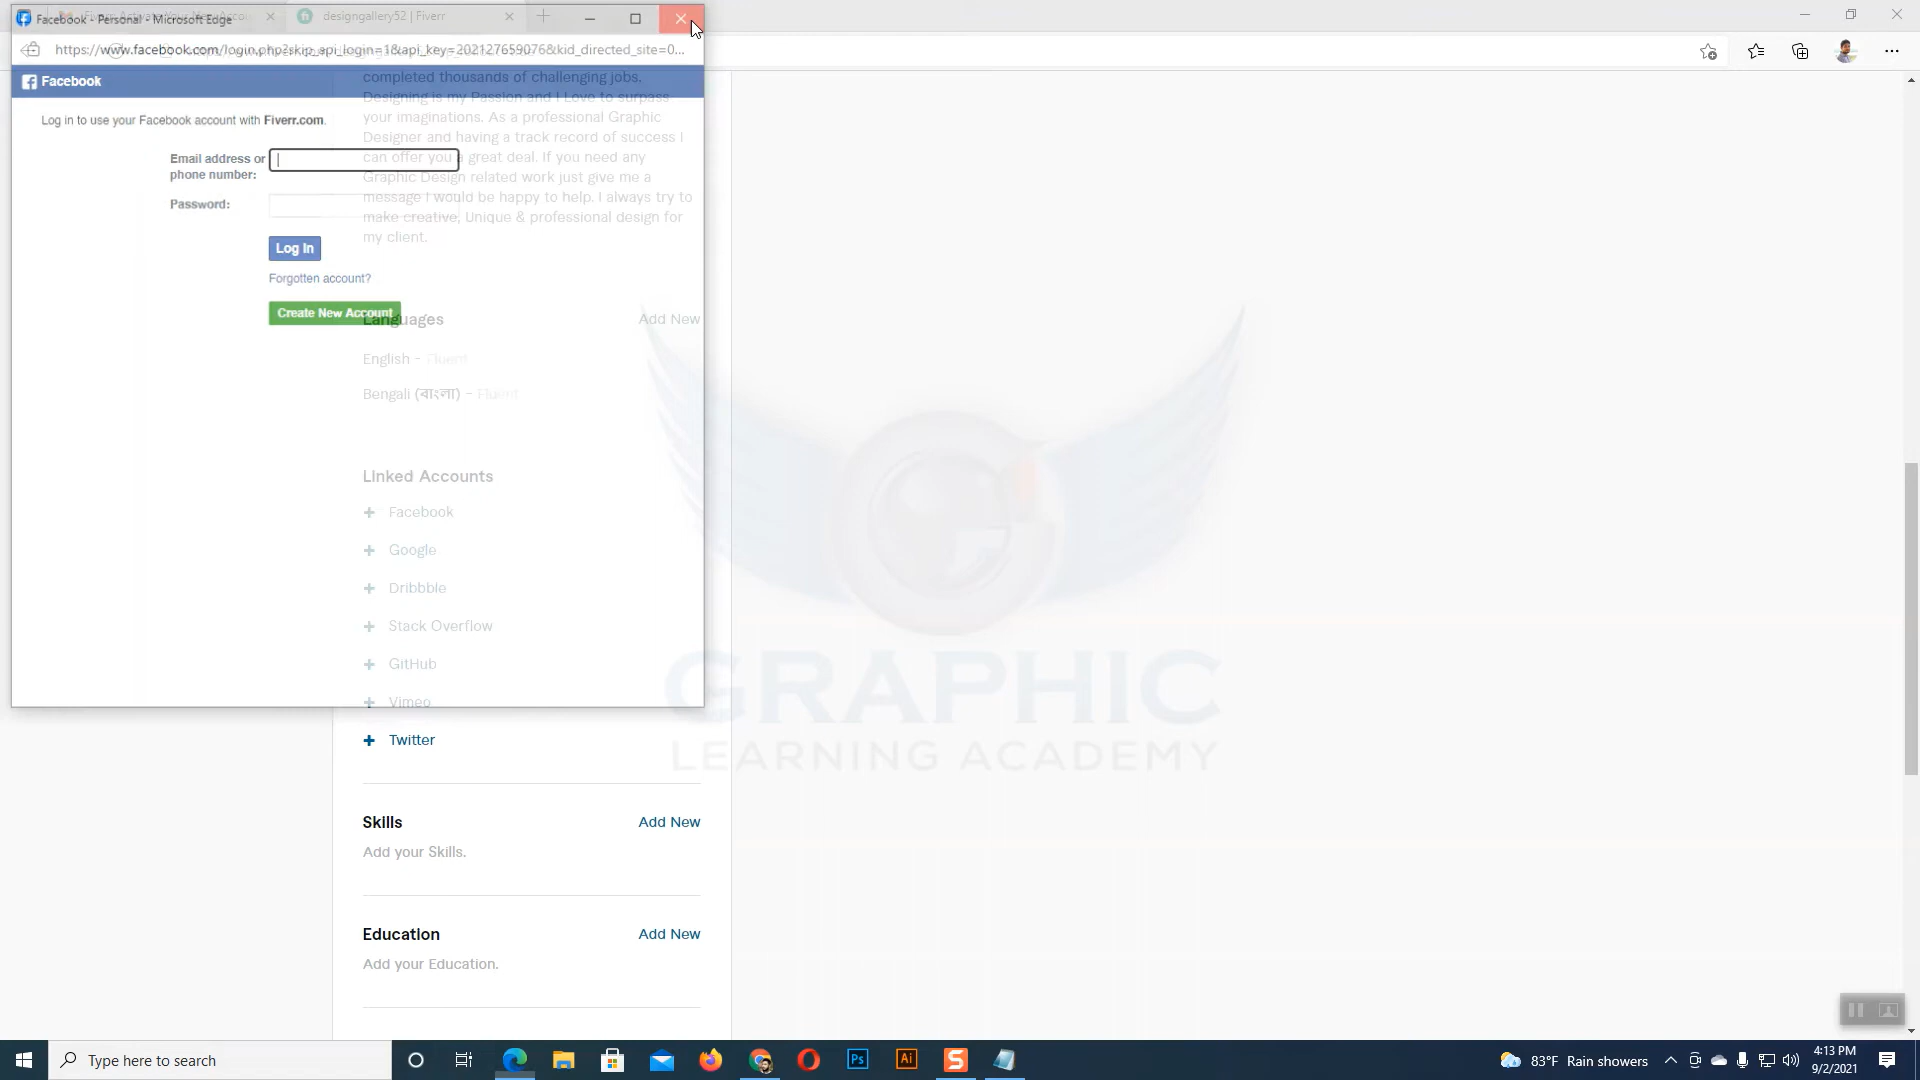 Facebook - Personal - Microsoft Edge
designgallery52 | Fiverr
https://www.facebook.com/login.php?skip_api_login=1&api_key=202127659076&kid_directed_site=0...
Facebook
Log in to use your Facebook account with Fiverr.com.
Email address or
phone number:
Password:
Log In
Forgotten account?
Create New Account
completed thousands of challenging jobs.
Designing is my Passion and I Love to surpass
your imaginations. As a professional Graphic
Designer and having a track record of success I
can offer you a great deal. If you need any
Graphic Design related work just give me a
message I would be happy to help. I always try to
make creative, Unique & professional design for
my client.
Languages
Add New
English - Fluent
Bengali (বাংলা) - Fluent
Linked Accounts
+ Facebook
+ Google
+ Dribbble
+ Stack Overflow
+ GitHub
+ Vimeo
+ Twitter
Skills
Add New
Add your Skills.
Education
Add New
Add your Education.
GRAPHIC
LEARNING ACADEMY
Type here to search
Ps
Ai
S
83°F Rain showers
4:13 PM
9/2/2021